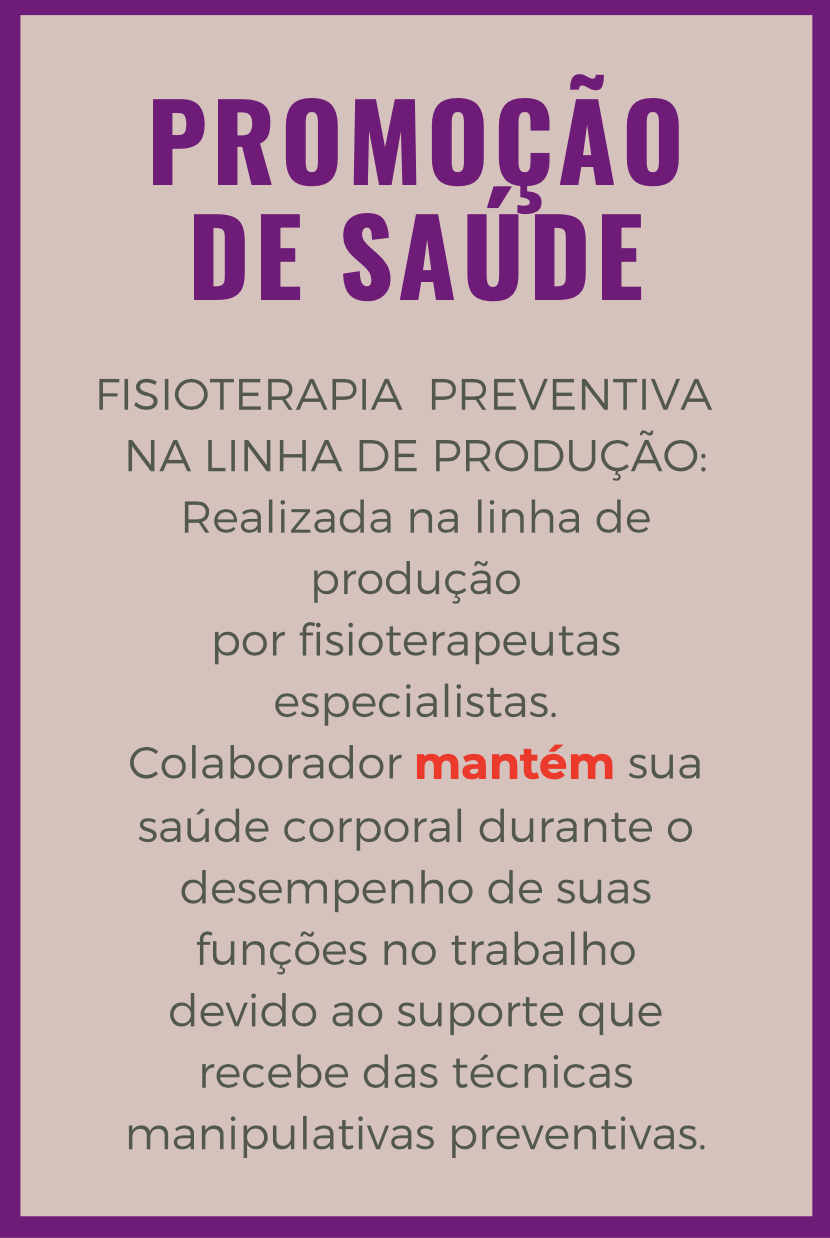 PROMOÇÃO
DE SAÚDE
FISIOTERAPIA PREVENTIVA
NA LINHA DE PRODUÇÃO:
Realizada na linha de
produção
por fisioterapeutas
especialistas.
Colaborador mantém sua
saúde corporal durante o
desempenho de suas
funções no trabalho
devido ao suporte que
recebe das técnicas
manipulativas preventivas.